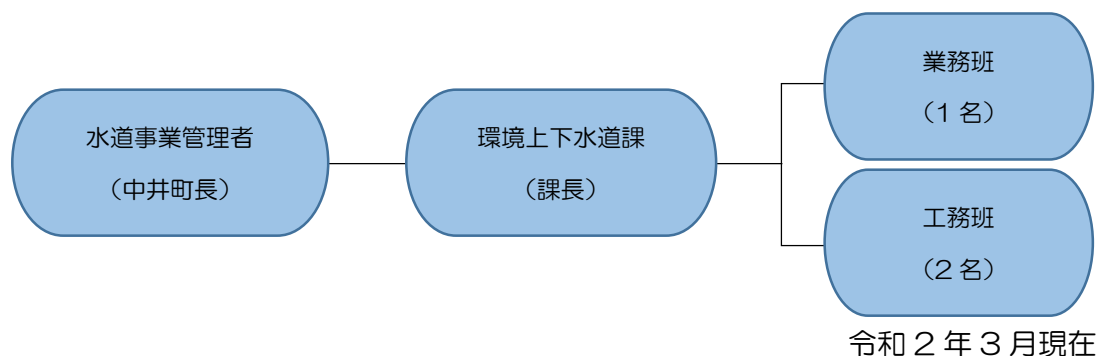 水道事業管理者
（中井町長）
環境上下水道課
（課長）
業務班
（1 名）
工務班
（2 名）
令和 2 年 3 月現在